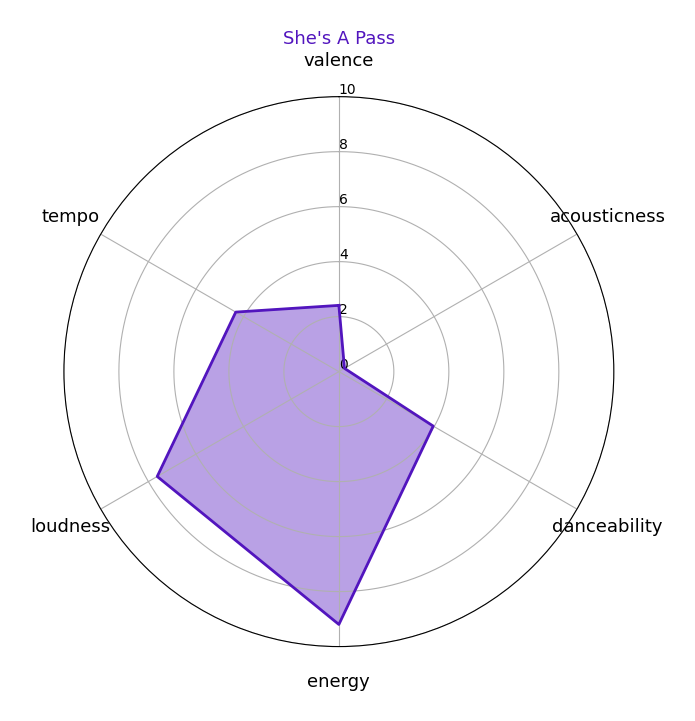 She's A Pass
valence
10
8
tempo
acousticness
6
4
2
0
loudness
danceability
energy